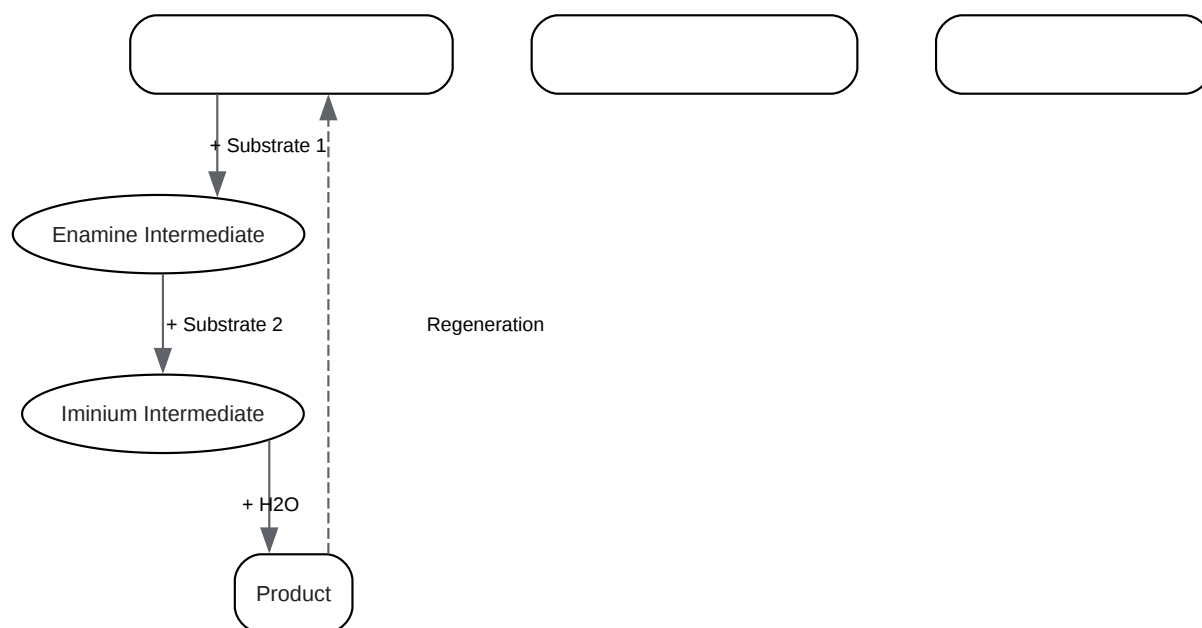 + Substrate 1
Enamine Intermediate
+ Substrate 2
Regeneration
Iminium Intermediate
+ H2O
Product